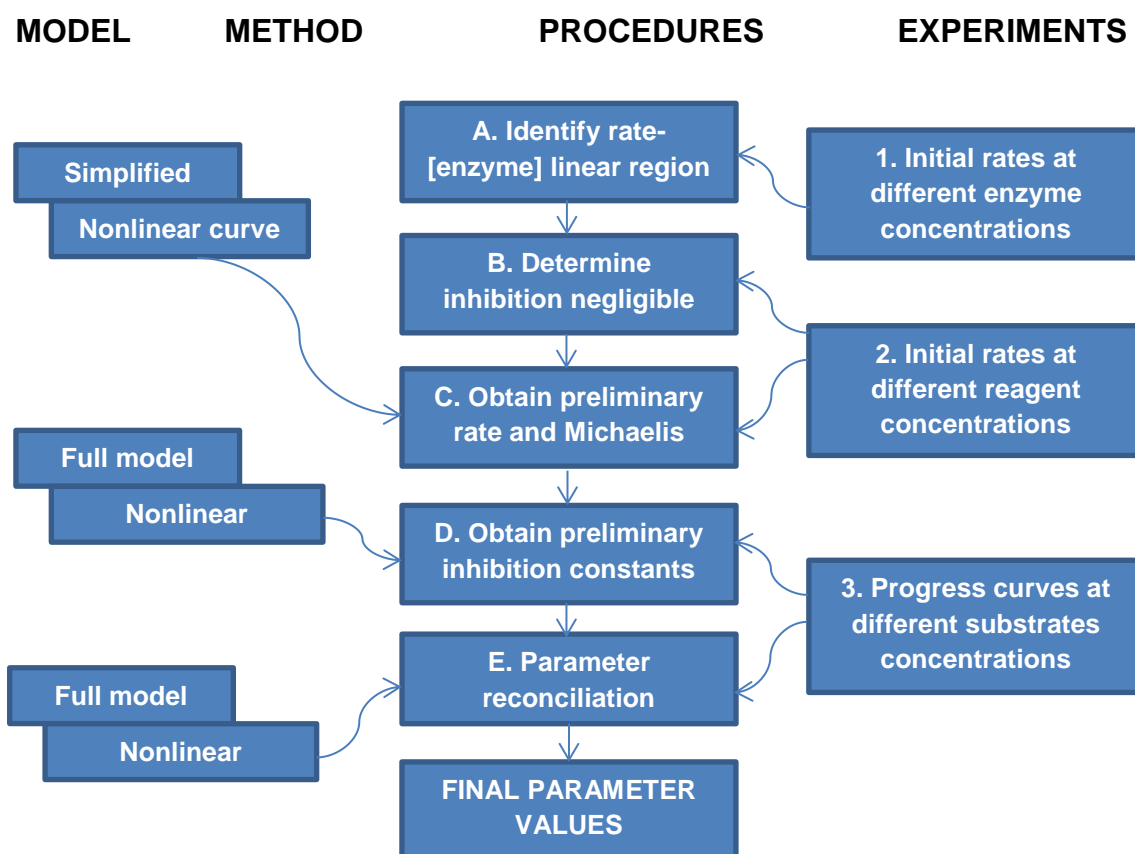 MODEL METHOD PROCEDURES EXPERIMENTS
Simplified
Nonlinear curve
Full model
Nonlinear
Full model
Nonlinear
A. Identify rate-
[enzyme] linear region
B. Determine
inhibition negligible
C. Obtain preliminary
rate and Michaelis
D. Obtain preliminary
inhibition constants
E. Parameter
reconciliation
FINAL PARAMETER
VALUES
1. Initial rates at
different enzyme
concentrations
2. Initial rates at
different reagent
concentrations
3. Progress curves at
different substrates
concentrations